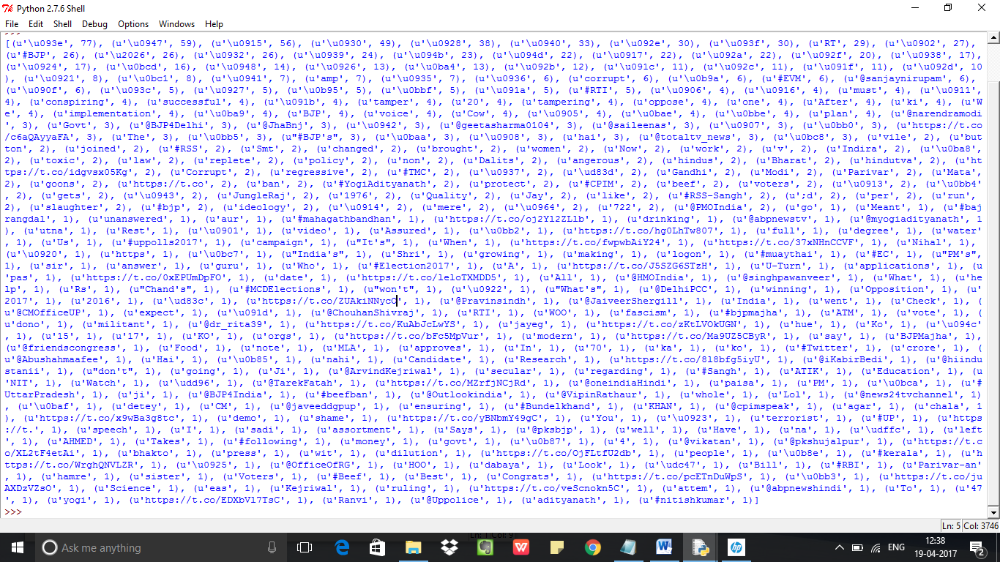 Python 2.7.6 Shell
File Edit Shell Debug Options Windows Help
>>>
[(u'\u093e', 77), (u'\u0947', 59), (u'\u0915', 56), (u'\u0930', 49), (u'\u0928', 38), (u'\u0940', 33), (u'\u092e', 30), (u'\u093f', 30), (u'RT', 29), (u'\u0902', 27),
(u'#BJP', 26), (u'\u2026', 26), (u'\u0932', 26), (u'\u0939', 24), (u'\u094b', 23), (u'\u094d', 22), (u'\u0917', 22), (u'\u092a', 22), (u'\u092f', 20), (u'\u0938', 17),
(u'\u0924', 17), (u'\u0bcd', 16), (u'\u0948', 14), (u'\u0926', 13), (u'\u0ba4', 13), (u'\u092b', 12), (u'\u091c', 11), (u'\u092c', 11), (u'\u091f', 11), (u'\u092d', 10
), (u'\u0921', 8), (u'\u0bc1', 8), (u'\u0941', 7), (u'amp', 7), (u'\u0935', 7), (u'\u0936', 6), (u'corrupt', 6), (u'\u0b9a', 6), (u'#EVM', 6), (u'@sanjaynirupam', 6),
(u'\u090f', 6), (u'\u093c', 5), (u'\u0927', 5), (u'\u0b95', 5), (u'\u0bbf', 5), (u'\u091a', 5), (u'#RTI', 5), (u'\u0906', 4), (u'\u0916', 4), (u'must', 4), (u'\u0911',
4), (u'conspiring', 4), (u'successful', 4), (u'\u091b', 4), (u'tamper', 4), (u'20', 4), (u'tampering', 4), (u'oppose', 4), (u'one', 4), (u'After', 4), (u'ki', 4), (u'W
e', 4), (u'implementation', 4), (u'\u0ba9', 4), (u'BJP', 4), (u'voice', 4), (u'Cow', 4), (u'\u0905', 4), (u'\u0bae', 4), (u'\u0bbe', 4), (u'plan', 4), (u'@narendramodi
', 3), (u'Govt', 3), (u'@BJP4Delhi', 3), (u'@JhaBnj', 3), (u'\u0942', 3), (u'@geetasharma0104', 3), (u'@saileenas', 3), (u'\u0907', 3), (u'\u0bb0', 3), (u'https://t.co
/c6aQAyyaFA', 3), (u'The', 3), (u'\u0bb5', 3), (u"#BJP's", 3), (u'\u0baa', 3), (u'\u0908', 3), (u'hai', 3), (u'@totaltv_news', 3), (u'\u0bc8', 3), (u'vile', 2), (u'but
ton', 2), (u'joined', 2), (u'#RSS', 2), (u'Smt', 2), (u'changed', 2), (u'brought', 2), (u'women', 2), (u'Now', 2), (u'work', 2), (u'v', 2), (u'Indira', 2), (u'\u0ba8',
2), (u'toxic', 2), (u'law', 2), (u'replete', 2), (u'policy', 2), (u'non', 2), (u'Dalits', 2), (u'angerous', 2), (u'hindus', 2), (u'Bharat', 2), (u'hindutva', 2), (u'ht
tps://t.co/idgvsx05Kg', 2), (u'Corrupt', 2), (u'regressive', 2), (u'#TMC', 2), (u'\u0937', 2), (u'\ud83d', 2), (u'Gandhi', 2), (u'Modi', 2), (u'Parivar', 2), (u'Mata',
2), (u'goons', 2), (u'https://t.co', 2), (u'ban', 2), (u'#YogiAdityanath', 2), (u'protect', 2), (u'#CPIM', 2), (u'beef', 2), (u'voters', 2), (u'\u0913', 2), (u'\u0bb4'
, 2), (u'gets', 2), (u'\u0943', 2), (u'JungleRaj', 2), (u'1976', 2), (u'Quality', 2), (u'Jay', 2), (u'like', 2), (u'#RSS-Sangh', 2), (u';d', 2), (u'per', 2), (u'run',
2), (u'slaughter', 2), (u'#bjp', 2), (u'ideology', 2), (u'\u0914', 2), (u'mere', 2), (u'\u0964', 2), (u'722', 2), (u'@PMOIndia', 2), (u'go', 1), (u'Meant', 1), (u'#baj
rangdal', 1), (u'unanswered', 1), (u'aur', 1), (u'#mahagathbandhan', 1), (u'https://t.co/oj2Yl2ZL1b', 1), (u'drinking', 1), (u'@abpnewstv', 1), (u'@myogiadityanath', 1
), (u'utna', 1), (u'Rest', 1), (u'\u0901', 1), (u'video', 1), (u'Assured', 1), (u'\u0bb2', 1), (u'https://t.co/hg0LhTw807', 1), (u'full', 1), (u'degree', 1), (u'water'
, 1), (u'Us', 1), (u'#uppolls2017', 1), (u'campaign', 1), (u"It's", 1), (u'When', 1), (u'https://t.co/fwpwbAiY24', 1), (u'https://t.co/37xNHnCCVF', 1), (u'Nihal', 1),
(u'\u0920', 1), (u'https', 1), (u'\u0bc7', 1), (u"India's", 1), (u'Shri', 1), (u'growing', 1), (u'making', 1), (u'logon', 1), (u'#muaythai', 1), (u'#EC', 1), (u"PM's",
1), (u'sir', 1), (u'answer', 1), (u'guru', 1), (u'Who', 1), (u'#Election2017', 1), (u'A', 1), (u'https://t.co/J5SZG6STzH', 1), (u'U-Turn', 1), (u'applications', 1), (u
'pas', 1), (u'https://t.co/0xEPUmDpFO', 1), (u'date', 1), (u'https://t.co/leloTXMDD5', 1), (u'All', 1), (u'@HMOIndia', 1), (u'@singhpawanveer', 1), (u'What', 1), (u'he
lp', 1), (u'Rs', 1), (u"Chand's", 1), (u'#MCDElections', 1), (u"won't", 1), (u'\u0922', 1), (u"What's", 1), (u'@DelhiPCC', 1), (u'winning', 1), (u'Opposition', 1), (u'
2017', 1), (u'2016', 1), (u'\ud83c', 1), (u'https://t.co/ZUAkiNNycO', 1), (u'@Pravinsindh', 1), (u'@JaiveerShergill', 1), (u'India', 1), (u'went', 1), (u'Check', 1), (
u'@CMOfficeUP', 1), (u'expect', 1), (u'\u091d', 1), (u'@ChouhanShivraj', 1), (u'RTI', 1), (u'WOO', 1), (u'fascism', 1), (u'#bjpmajha', 1), (u'ATM', 1), (u'vote', 1), (
u'dono', 1), (u'militant', 1), (u'@dr_rita39', 1), (u'https://t.co/KuAbJcLwYS', 1), (u'jayeg', 1), (u'https://t.co/zKtLVOkUGN', 1), (u'hue', 1), (u'Ko', 1), (u'\u094c'
, 1), (u'15', 1), (u'17', 1), (u'KO', 1), (u'orgs', 1), (u'https://t.co/bFc5MpVur', 1), (u'modern', 1), (u'https://t.co/Ma9UZ5CByR', 1), (u'say', 1), (u'BJPMajha', 1),
(u'@friendscongress', 1), (u'Food', 1), (u'note', 1), (u'MLA', 1), (u'approves', 1), (u'In', 1), (u'70', 1), (u'ka', 1), (u'ko', 1), (u'#Twitter', 1), (u'crore', 1), (
u'@Abushahmaafee', 1), (u'Hai', 1), (u'\u0b85', 1), (u'nahi', 1), (u'Candidate', 1), (u'Research', 1), (u'https://t.co/8l8bfg5iyU', 1), (u'@iKabirBedi', 1), (u'@hiindu
stanii', 1), (u"don't", 1), (u'going', 1), (u'Ji', 1), (u'@ArvindKejriwal', 1), (u'secular', 1), (u'regarding', 1), (u'#Sangh', 1), (u'ATIK', 1), (u'Education', 1), (u
'NIT', 1), (u'Watch', 1), (u'\udd96', 1), (u'@TarekFatah', 1), (u'https://t.co/MZrfjNCjRd', 1), (u'@oneindiaHindi', 1), (u'paisa', 1), (u'PM', 1), (u'\u0bca', 1), (u'#
UttarPradesh', 1), (u'ji', 1), (u'@BJP4India', 1), (u'#beefban', 1), (u'@Outlookindia', 1), (u'@VipinRathaur', 1), (u'whole', 1), (u'Lol', 1), (u'@news24tvchannel', 1)
, (u'\u0baf', 1), (u'detey', 1), (u'CM', 1), (u'@javeeddgpup', 1), (u'ensuring', 1), (u'#Bundelkhand', 1), (u'KHAN', 1), (u'@cpimspeak', 1), (u'agar', 1), (u'chala', 1
), (u'https://t.co/x9wBa3g8tc', 1), (u'demo', 1), (u'shame', 1), (u'https://t.co/yBNbmY49gC', 1), (u'You', 1), (u'\u0923', 1), (u'terrorist', 1), (u'#UP', 1), (u'https
://t.', 1), (u'speech', 1), (u'I', 1), (u'sadi', 1), (u'assortment', 1), (u'Says', 1), (u'@pksbjp', 1), (u'well', 1), (u'Have', 1), (u'na', 1), (u'\udffc', 1), (u'left
', 1), (u'AHMED', 1), (u'Takes', 1), (u'#following', 1), (u'money', 1), (u'govt', 1), (u'\u0b87', 1), (u'4', 1), (u'@vikatan', 1), (u'@pkshujalpur', 1), (u'https://t.c
o/XL2tF4etAi', 1), (u'bhakto', 1), (u'press', 1), (u'wit', 1), (u'dilution', 1), (u'https://t.co/OjFLtfU2db', 1), (u'people', 1), (u'\u0b8e', 1), (u'#kerala', 1), (u'h
ttps://t.co/WrghQNVLZR', 1), (u'\u0925', 1), (u'@OfficeOfRG', 1), (u'HOO', 1), (u'dabaya', 1), (u'Look', 1), (u'\udc47', 1), (u'Bill', 1), (u'#RBI', 1), (u'Parivar-an'
, 1), (u'hamre', 1), (u'sister', 1), (u'Voters', 1), (u'#Beef', 1), (u'Best', 1), (u'Congrats', 1), (u'https://t.co/pcETnDuWpS', 1), (u'\u0bb3', 1), (u'https://t.co/ju
AXDzVZsO', 1), (u'Science', 1), (u'eas', 1), (u'Kejriwal', 1), (u'ruling', 1), (u'https://t.co/veScnokn5C', 1), (u'attem', 1), (u'@abpnewshindi', 1), (u'To', 1), (u'47
', 1), (u'yogi', 1), (u'https://t.co/EDXbVl7TsC', 1), (u'Ranvi', 1), (u'@Uppolice', 1), (u'adityanath', 1), (u'#nitishkumar', 1)]
>>>
Ln: 5 Col: 3746
Ask me anything
ENG
12:38
19-04-2017
2